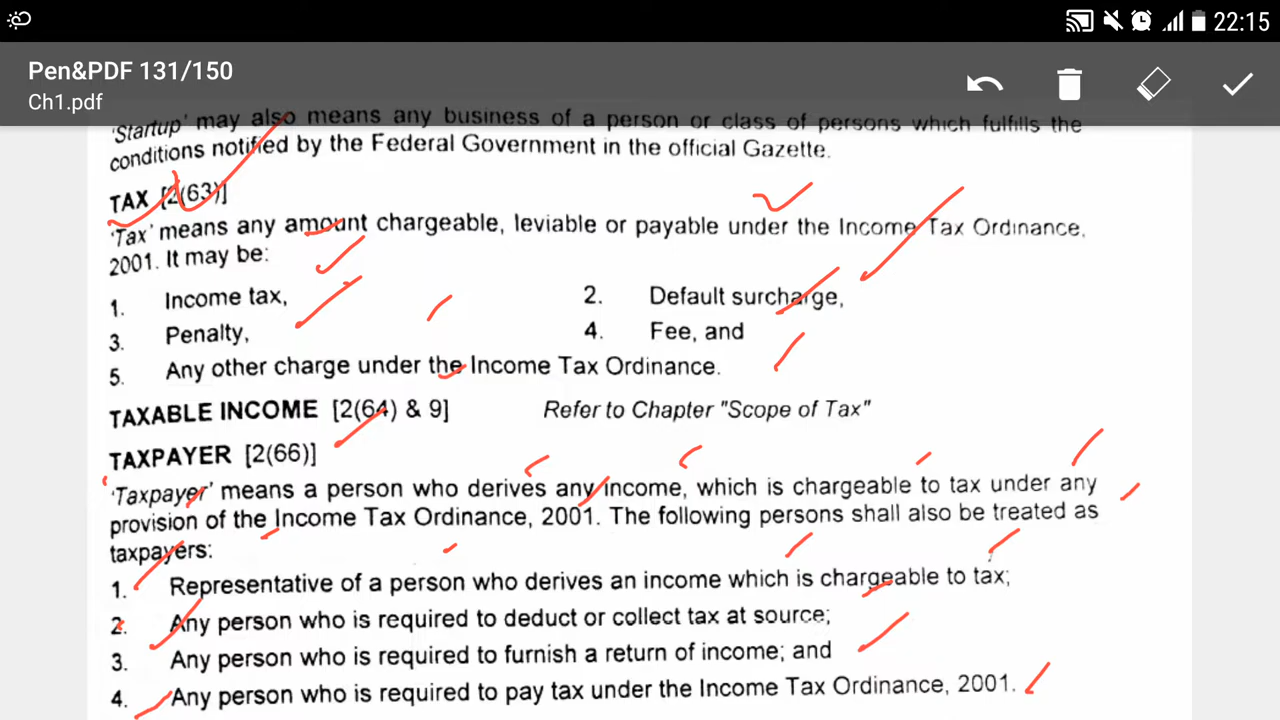 22:15
Pen&PDF 131/150
Ch1.pdf
'Startup' may also means any business of a person or class of persons which fulfills the
conditions notified by the Federal Government in the official Gazette.
TAX [2(63)]
'Tax' means any amount chargeable, leviable or payable under the Income Tax Ordinance,
2001. It may be:
1. Income tax, 2. Default surcharge,
3. Penalty, 4. Fee, and
5. Any other charge under the Income Tax Ordinance.
TAXABLE INCOME [2(64) & 9] Refer to Chapter "Scope of Tax"
TAXPAYER [2(66)]
'Taxpayer' means a person who derives any income, which is chargeable to tax under any
provision of the Income Tax Ordinance, 2001. The following persons shall also be treated as
taxpayers:
1. Representative of a person who derives an income which is chargeable to tax;
2. Any person who is required to deduct or collect tax at source;
3. Any person who is required to furnish a return of income; and
4. Any person who is required to pay tax under the Income Tax Ordinance, 2001.